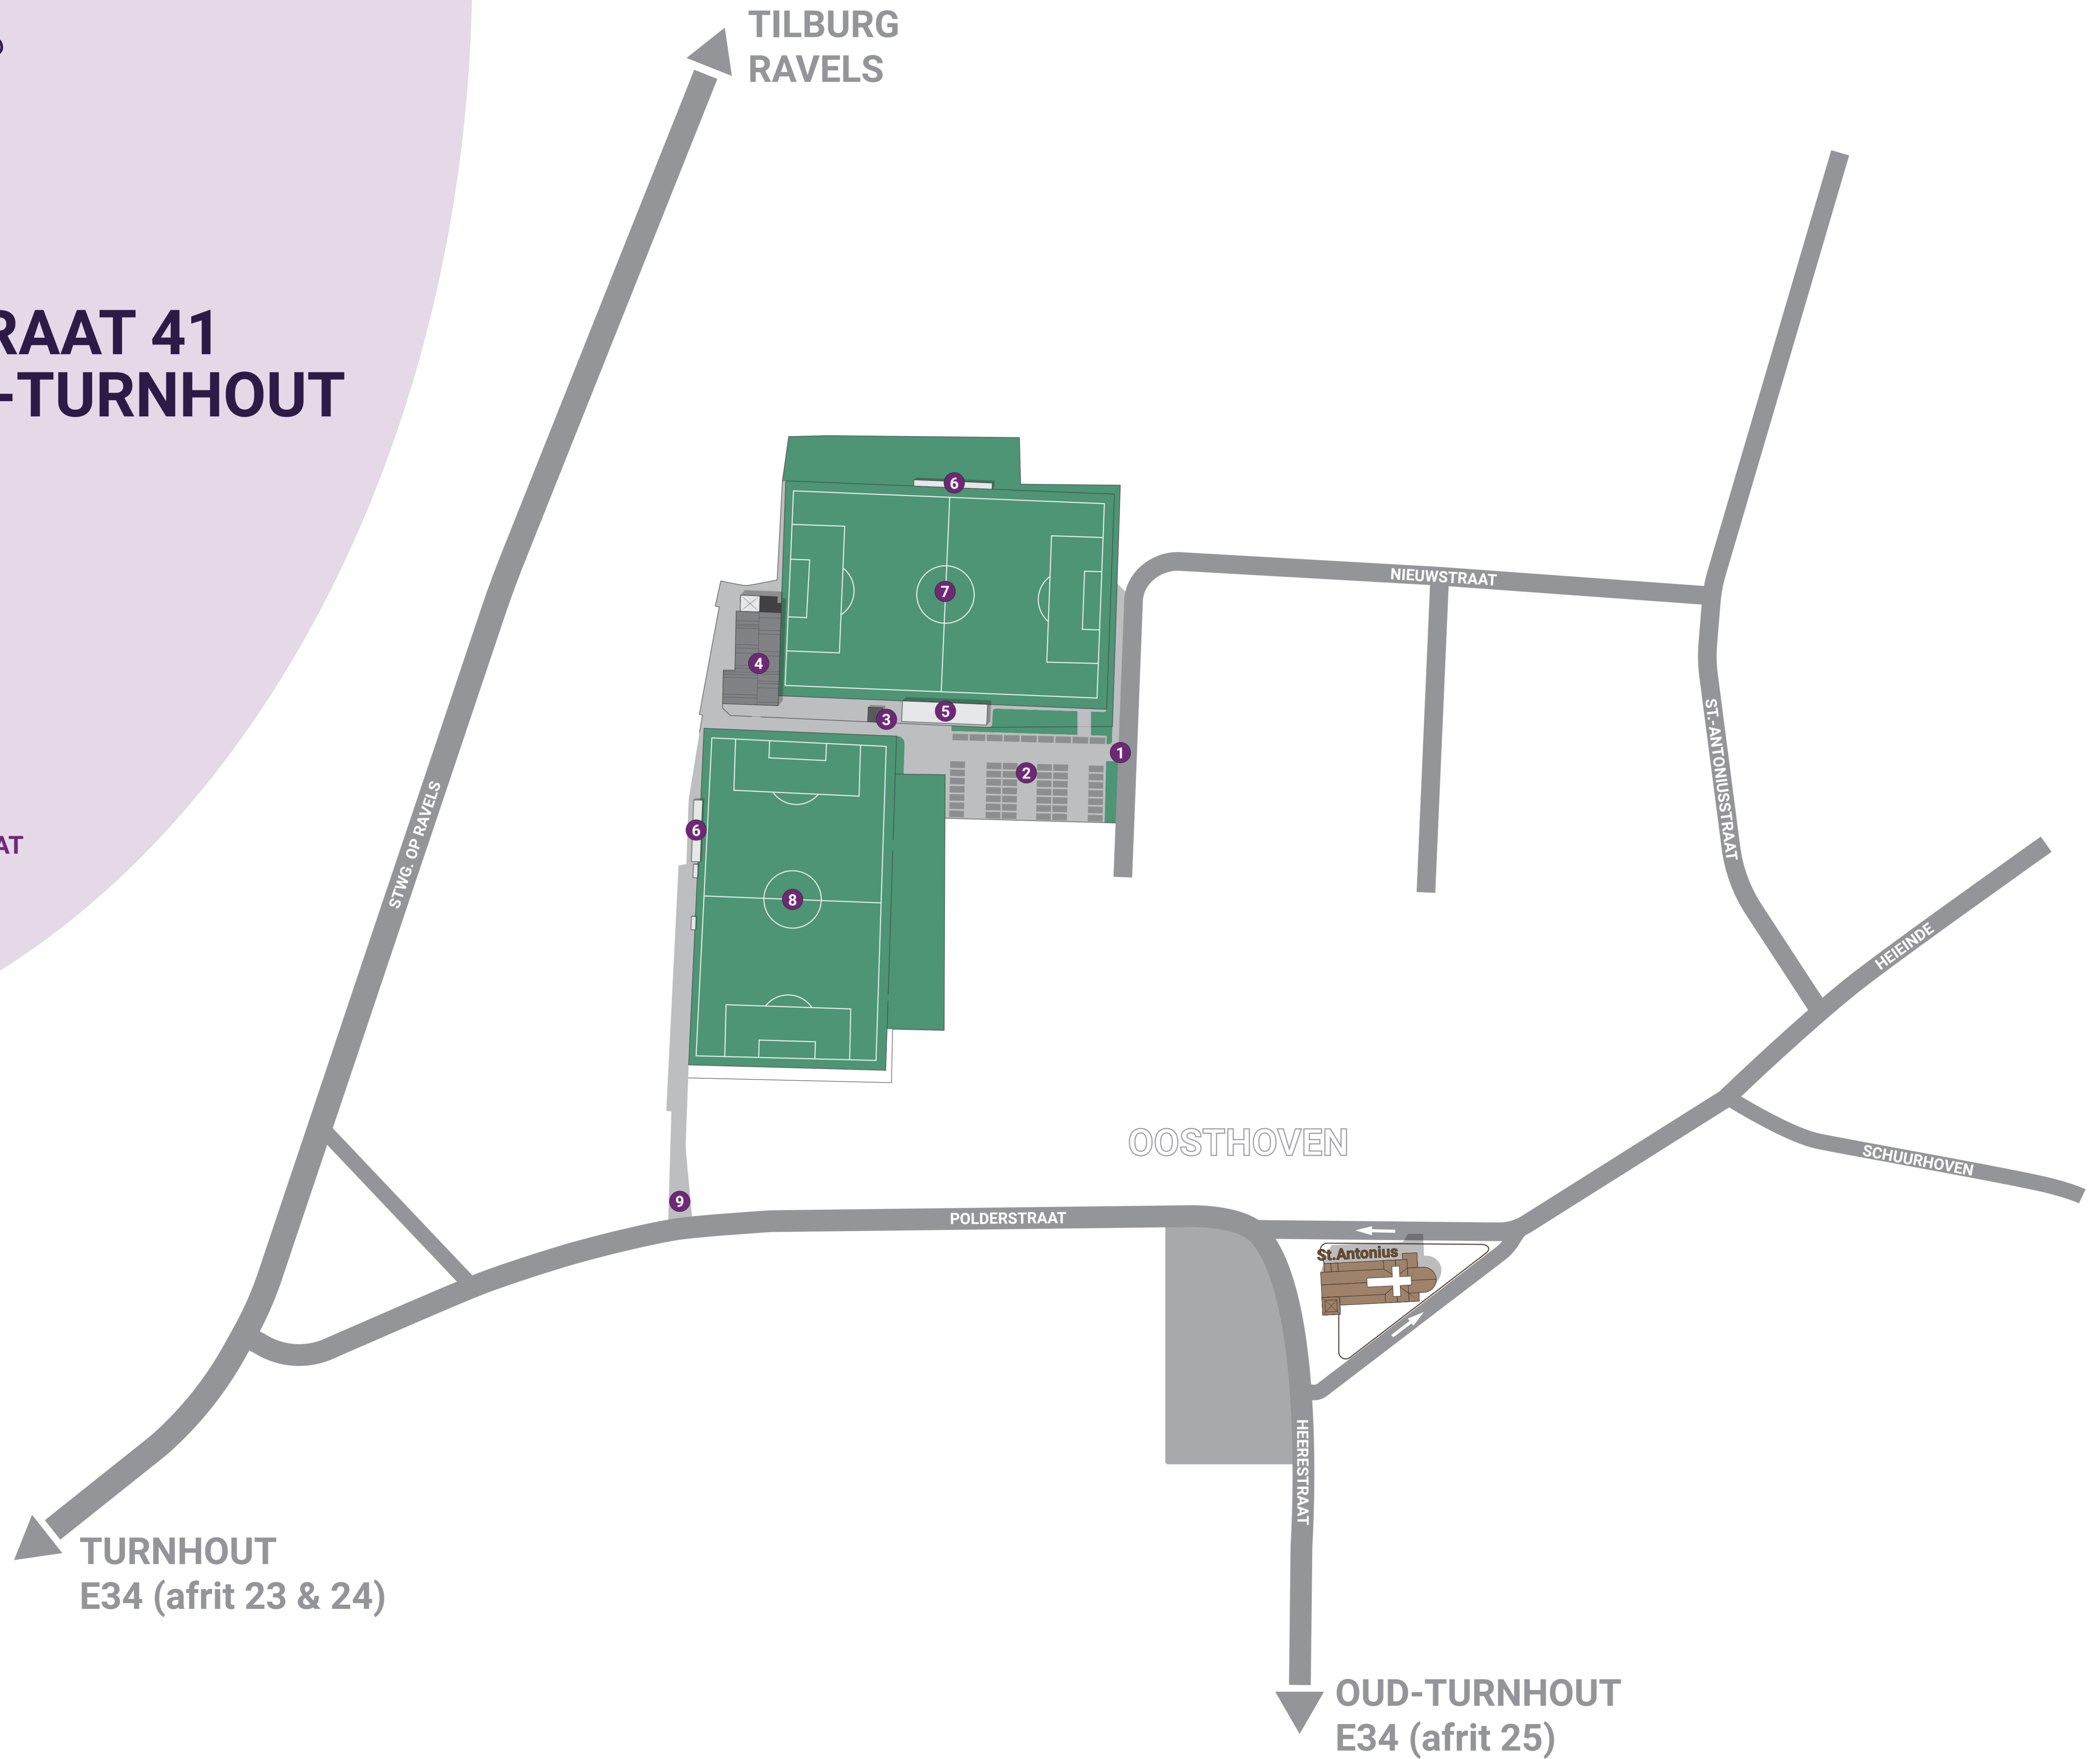 TILBURG
RAVELS
RAAT 41
-TURNHOUT
AT
6
7
NIEUWSTRAAT
4
5
3
1
2
6
8
STWG. OP RAVELS
ST.-ANTONIUSSTRAAT
HEIEINDE
OOSTHOVEN
SCHUURHOVEN
9
POLDERSTRAAT
St.Antonius
HEERESTRAAT
TURNHOUT
E34 (afrit 23 & 24)
OUD-TURNHOUT
E34 (afrit 25)